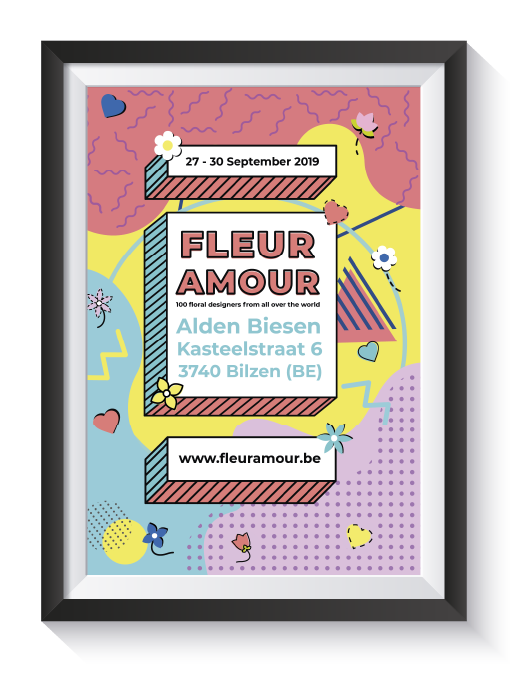 27 - 30 September 2019
FLEUR
AMOUR
100 floral designers from all over the world
Alden Biesen
Kasteelstraat 6
3740 Bilzen (BE)
www.fleuramour.be